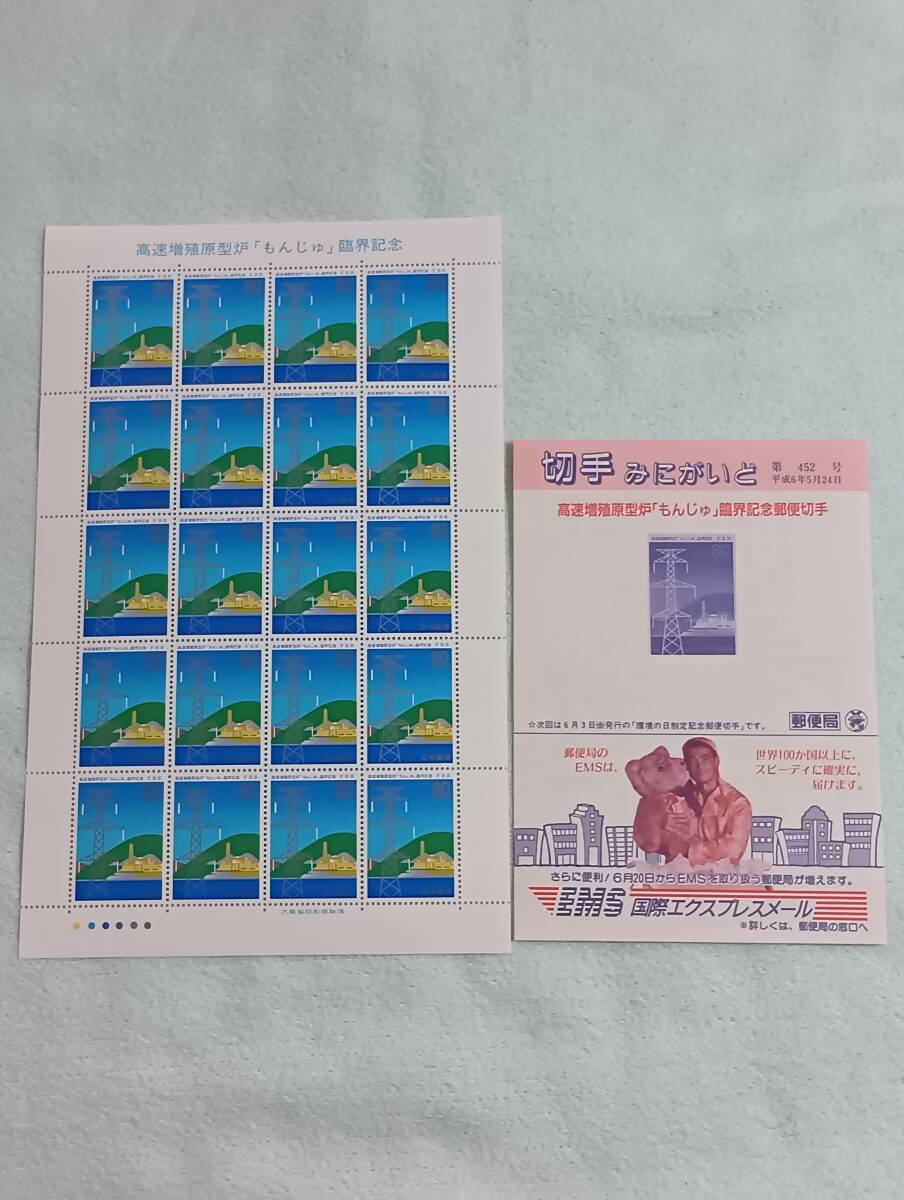 高速増殖原型炉「もんじゅ」臨界記念
80
大蔵省印刷局製造
切手 みにがいど
第 452 号
平成6年5月24日
高速増殖原型炉「もんじゅ」臨界記念郵便切手
80
☆次回は6月3日㊎発行の「環境の日制定記念郵便切手」です。
郵便局
郵便局の
EMSは、
世界100か国以上に、
スピーディに確実に、
届けます。
さらに便利!6月20日からEMSを取り扱う郵便局が増えます。
EMS 国際エクスプレスメール
※詳しくは、郵便局の窓口へ